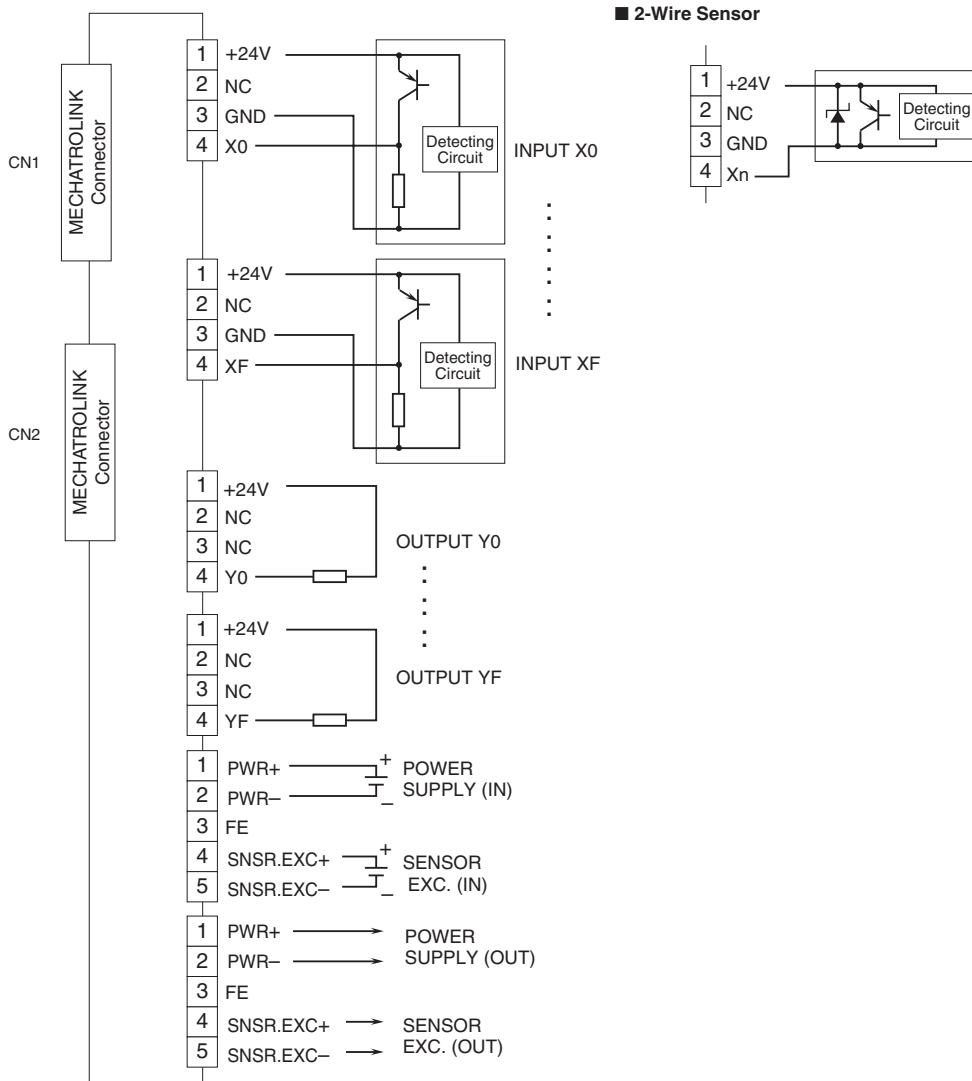 ■ 2-Wire Sensor
CN1
MECHATROLINK
Connector
1 +24V
2 NC
3 GND
4 X0
Detecting
Circuit
INPUT X0
1 +24V
2 NC
3 GND
4 Xn
Detecting
Circuit
1 +24V
2 NC
3 GND
4 XF
Detecting
Circuit
INPUT XF
CN2
MECHATROLINK
Connector
1 +24V
2 NC
3 NC
4 Y0
OUTPUT Y0
1 +24V
2 NC
3 NC
4 YF
OUTPUT YF
1 PWR+
2 PWR–
3 FE
4 SNSR.EXC+
5 SNSR.EXC–
+
–
POWER
SUPPLY (IN)
+
–
SENSOR
EXC. (IN)
1 PWR+
2 PWR–
3 FE
4 SNSR.EXC+
5 SNSR.EXC–
POWER
SUPPLY (OUT)
SENSOR
EXC. (OUT)